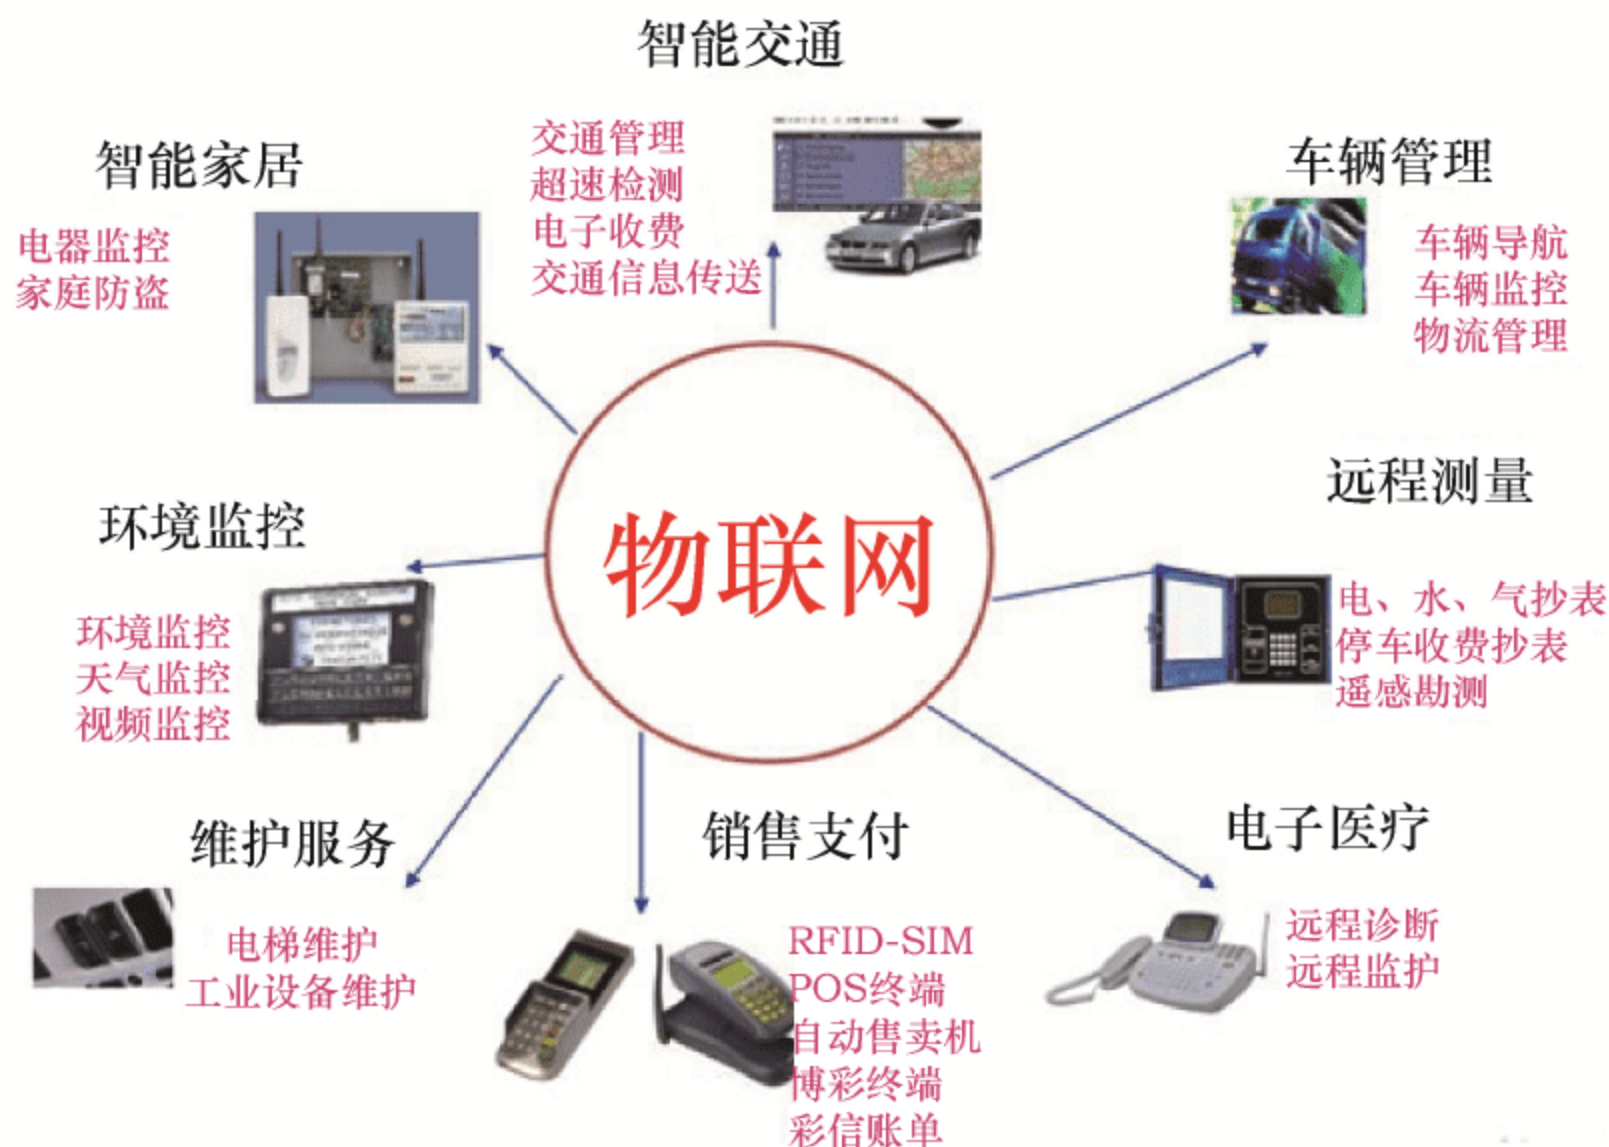 智能交通
交通管理
超速检测
电子收费
交通信息传送
智能家居
电器监控
家庭防盗
车辆管理
车辆导航
车辆监控
物流管理
物联网
远程测量
电、水、气抄表
停车收费抄表
遥感勘测
环境监控
环境监控
天气监控
视频监控
维护服务
电梯维护
工业设备维护
销售支付
RFID-SIM
POS终端
自动售卖机
博彩终端
彩信账单
电子医疗
远程诊断
远程监护